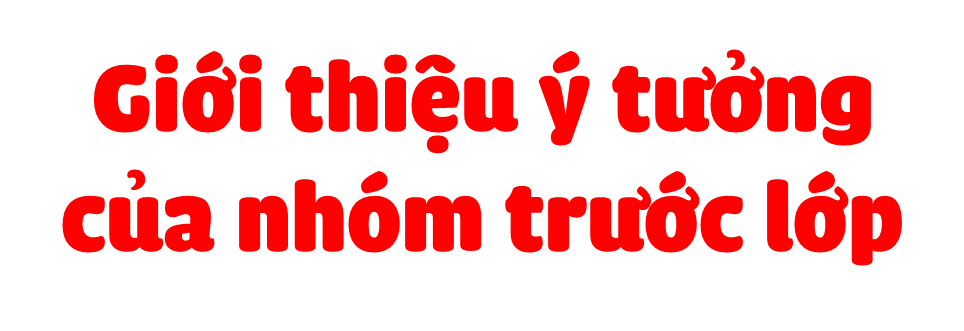 Giới thiệu ý tưởng
của nhóm trước lớp